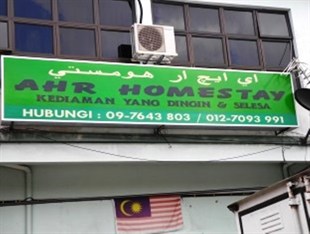 اي ايچ ار هومستي
AHR HOMESTAY
KEDIAMAN YANG DINGIN & SELESA
HUBUNGI : 09-7643 803 / 012-7093 991